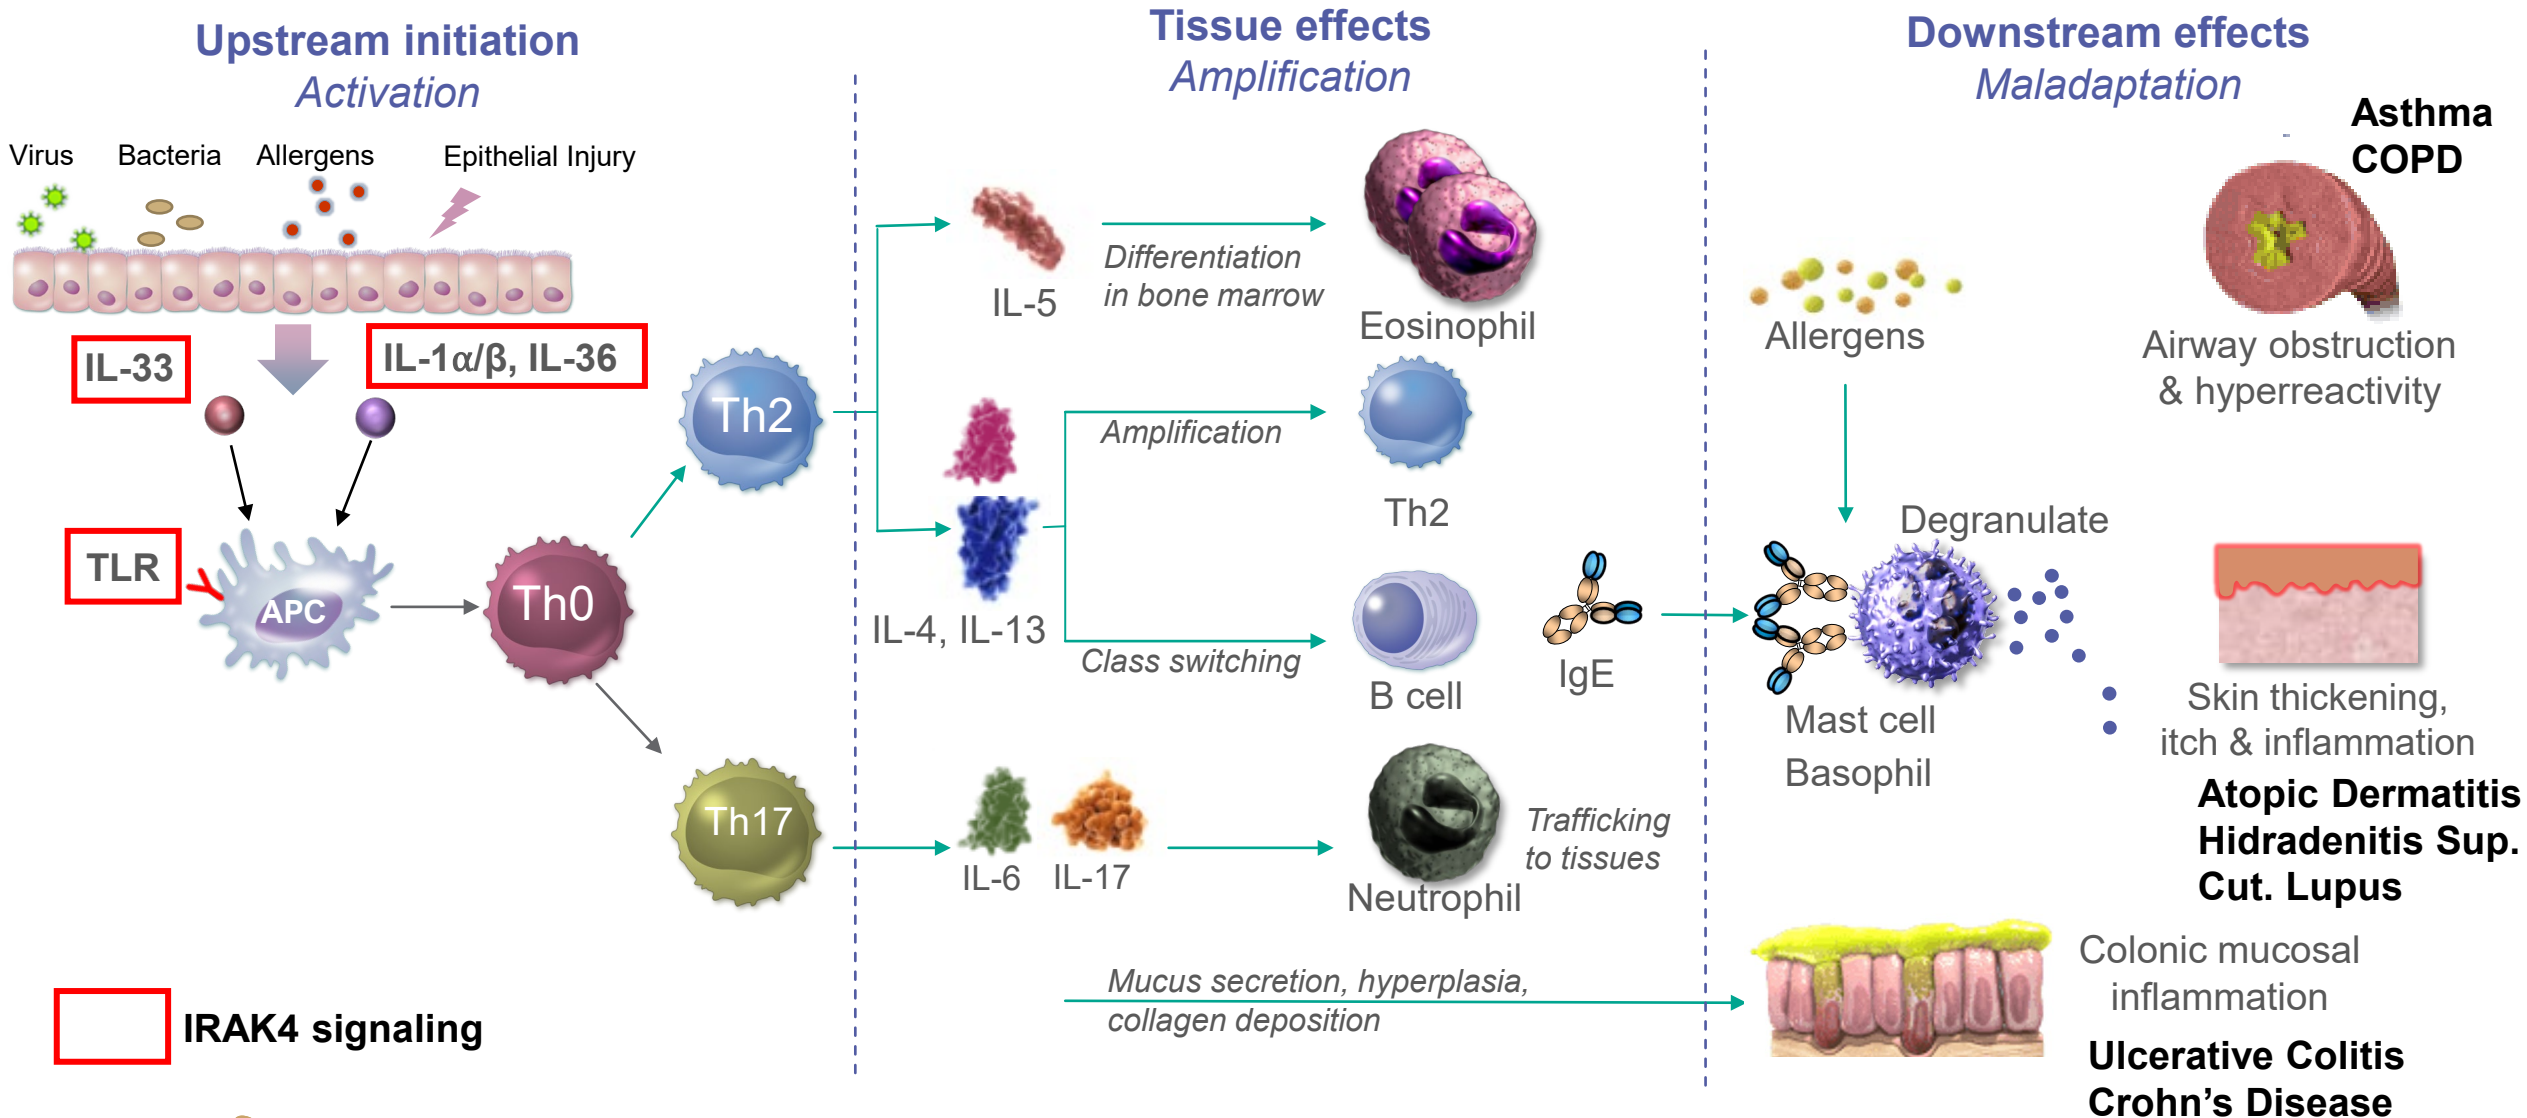 Upstream initiation
Activation
Virus
Bacteria
Allergens
Epithelial Injury
IL-33
IL-1α/β, IL-36
TLR
APC
Th0
Th2
Th17
IRAK4 signaling
Tissue effects
Amplification
IL-5
Differentiation
in bone marrow
Eosinophil
IL-4, IL-13
Amplification
Th2
Class switching
B cell
IgE
IL-6
IL-17
Neutrophil
Trafficking
to tissues
Mucus secretion, hyperplasia,
collagen deposition
Downstream effects
Maladaptation
Asthma
COPD
Allergens
Airway obstruction
& hyperreactivity
Degranulate
Mast cell
Basophil
Skin thickening,
itch & inflammation
Atopic Dermatitis
Hidradenitis Sup.
Cut. Lupus
Colonic mucosal
inflammation
Ulcerative Colitis
Crohn’s Disease